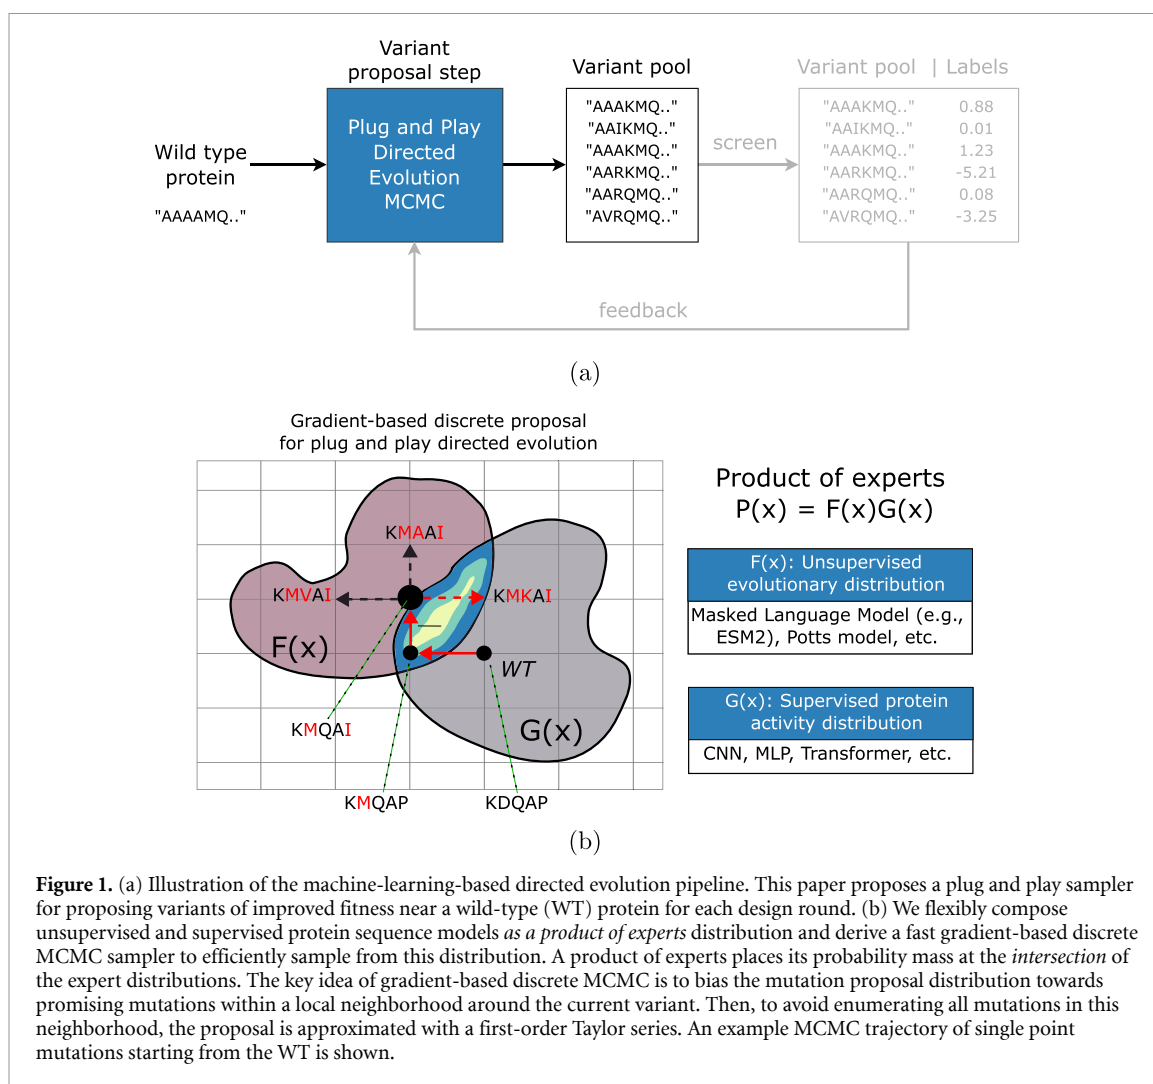 Variant
proposal step
Variant pool
Variant pool | Labels
Wild type
protein
"AAAAMQ.."
Plug and Play
Directed
Evolution
MCMC
"AAAKMQ.."
"AAIKMQ.."
"AAAKMQ.."
"AARKMQ.."
"AARQMQ.."
"AVRQMQ.."
screen
"AAAKMQ.." 0.88
"AAIKMQ.." 0.01
"AAAKMQ.." 1.23
"AARKMQ.." -5.21
"AARQMQ.." 0.08
"AVRQMQ.." -3.25
feedback
(a)
Gradient-based discrete proposal
for plug and play directed evolution
KMAAI
KMVAI
KMKAI
F(x)
WT
G(x)
KMQAI
KMQAP
KDQAP
Product of experts
P(x) = F(x)G(x)
F(x): Unsupervised
evolutionary distribution
Masked Language Model (e.g.,
ESM2), Potts model, etc.
G(x): Supervised protein
activity distribution
CNN, MLP, Transformer, etc.
(b)
Figure 1. (a) Illustration of the machine-learning-based directed evolution pipeline. This paper proposes a plug and play sampler
for proposing variants of improved fitness near a wild-type (WT) protein for each design round. (b) We flexibly compose
unsupervised and supervised protein sequence models as a product of experts distribution and derive a fast gradient-based discrete
MCMC sampler to efficiently sample from this distribution. A product of experts places its probability mass at the intersection of
the expert distributions. The key idea of gradient-based discrete MCMC is to bias the mutation proposal distribution towards
promising mutations within a local neighborhood around the current variant. Then, to avoid enumerating all mutations in this
neighborhood, the proposal is approximated with a first-order Taylor series. An example MCMC trajectory of single point
mutations starting from the WT is shown.